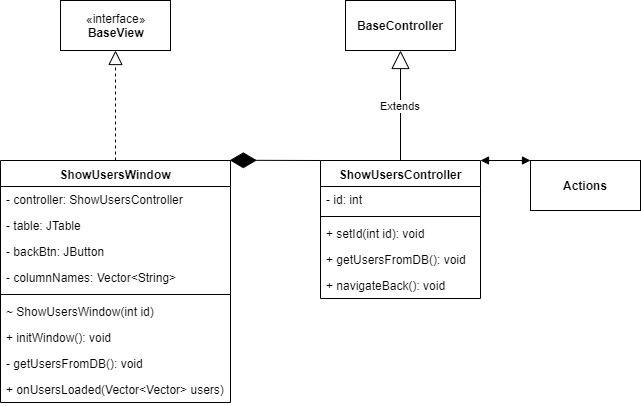 «interface»
BaseView
BaseController
Extends
ShowUsersWindow
- controller: ShowUsersController
- table: JTable
- backBtn: JButton
- columnNames: Vector<String>
~ ShowUsersWindow(int id)
+ initWindow(): void
- getUsersFromDB(): void
+ onUsersLoaded(Vector<Vector> users)
ShowUsersController
- id: int
+ setId(int id): void
+ getUsersFromDB(): void
+ navigateBack(): void
Actions